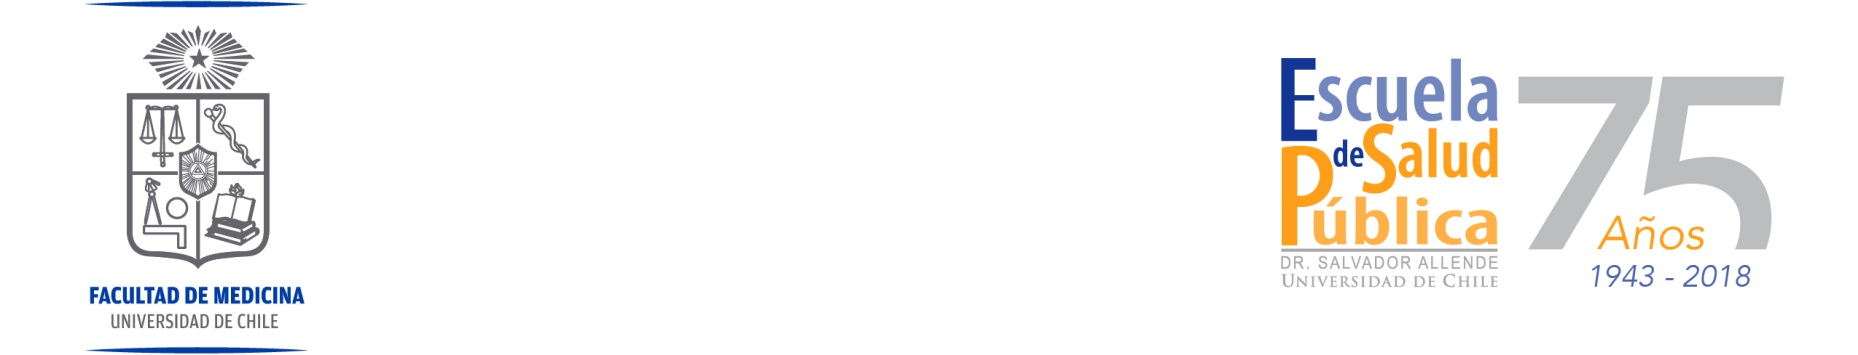 FACULTAD DE MEDICINA
UNIVERSIDAD DE CHILE
Escuela
de Salud
Pública
DR. SALVADOR ALLENDE
UNIVERSIDAD DE CHILE
75
Años
1943 - 2018